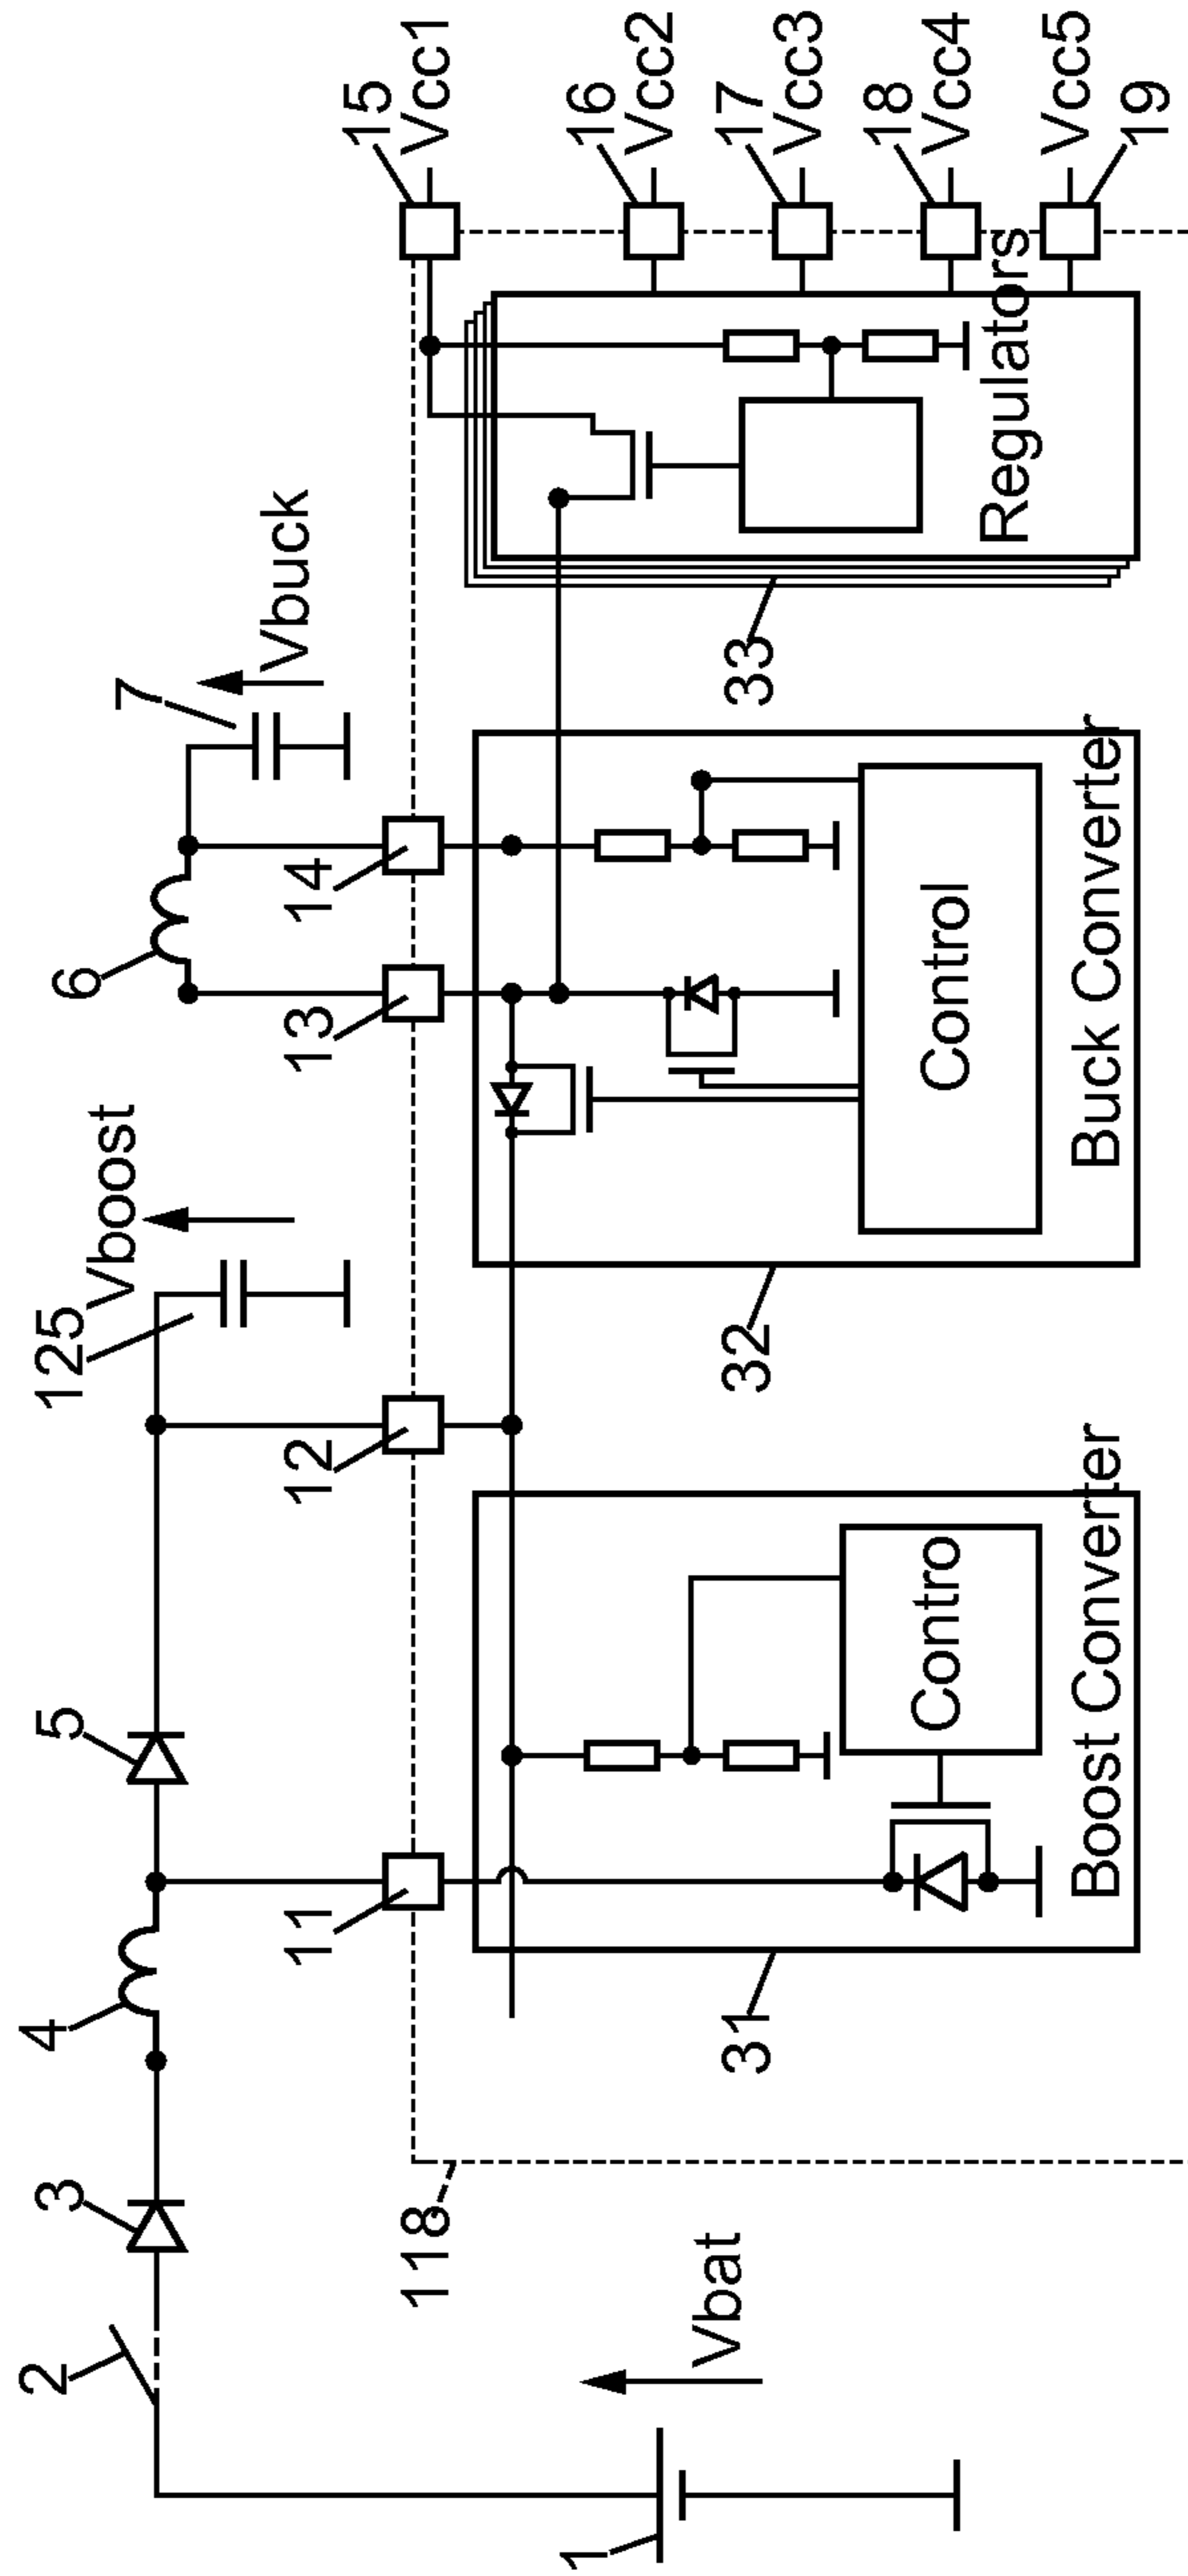 1
2
3
4
5
125
Vboost
6
7
Vbuck
Vbat
118
11
12
13
14
15
Vcc1
16
Vcc2
17
Vcc3
18
Vcc4
Vcc5
19
31
32
33
Contro
Boost Converter
Control
Buck Converter
Regulators